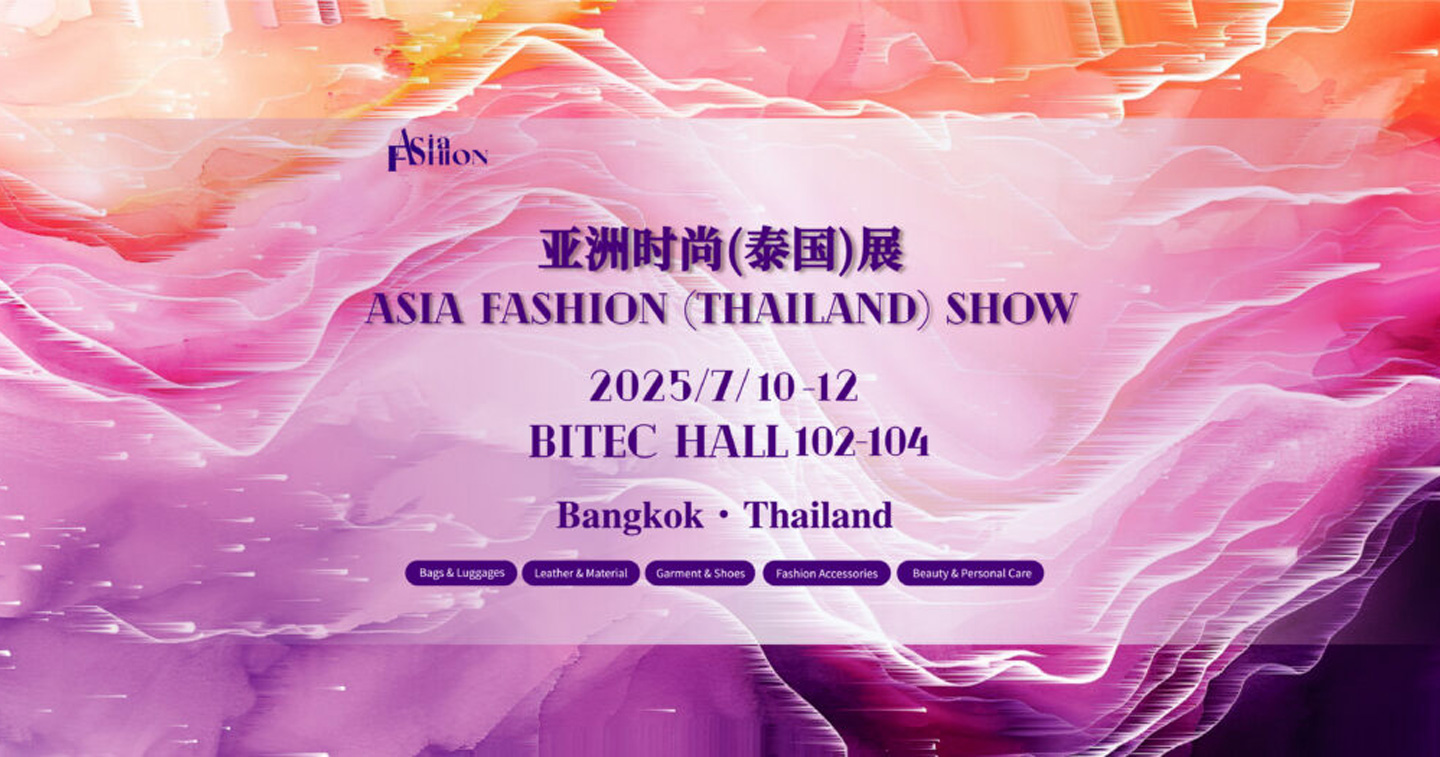 Asia
FASHION
亚洲时尚(泰国)展
ASIA FASHION (THAILAND) SHOW
2025/7/10-12
BITEC HALL 102-104
Bangkok · Thailand
Bags & Luggages Leather & Material Garment & Shoes Fashion Accessories Beauty & Personal Care